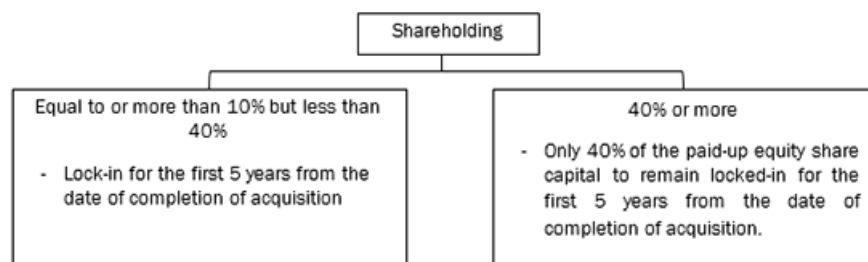 Shareholding
Equal to or more than 10% but less than
40%
- Lock-in for the first 5 years from the
date of completion of acquisition
40% or more
- Only 40% of the paid-up equity share
capital to remain locked-in for the
first 5 years from the date of
completion of acquisition.